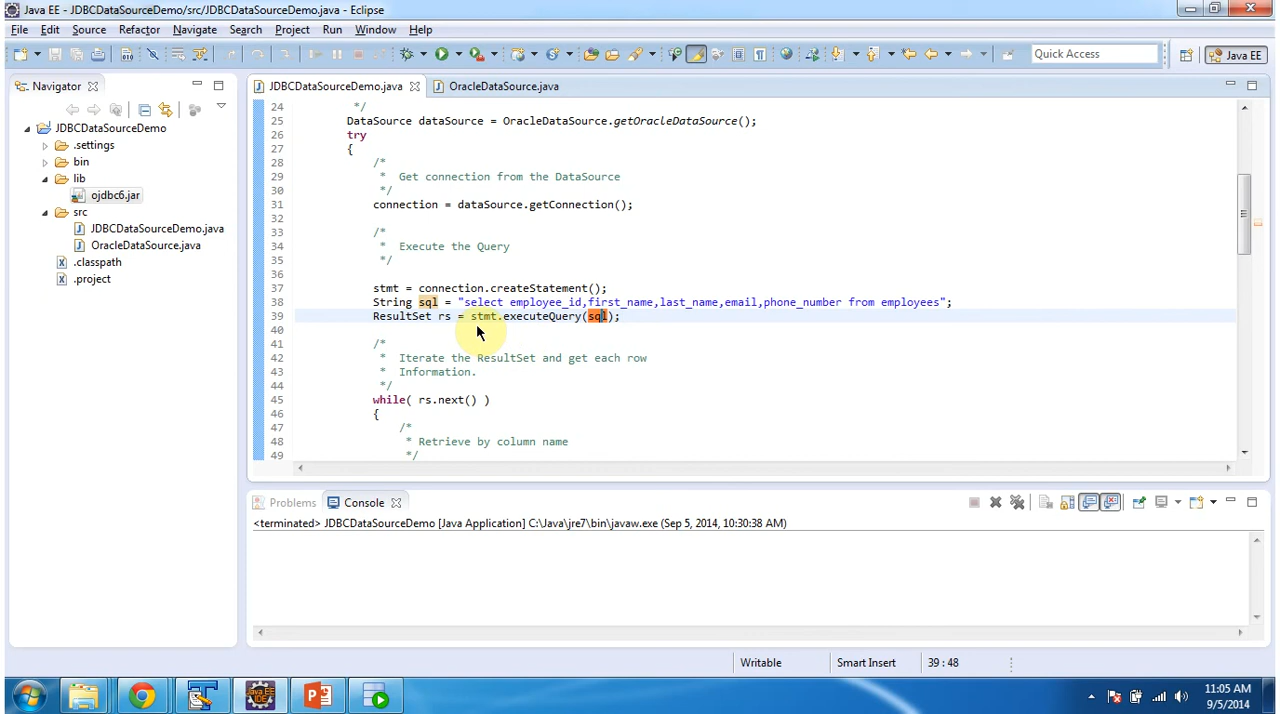 Java EE - JDBCDataSourceDemo/src/JDBCDataSourceDemo.java - Eclipse
File Edit Source Refactor Navigate Search Project Run Window Help
Quick Access
Java EE
Navigator
JDBCDataSourceDemo
.settings
bin
lib
ojdbc6.jar
src
JDBCDataSourceDemo.java
OracleDataSource.java
.classpath
.project
JDBCDataSourceDemo.java OracleDataSource.java
24 */
25 DataSource dataSource = OracleDataSource.getOracleDataSource();
26 try
27 {
28 /*
29 * Get connection from the DataSource
30 */
31 connection = dataSource.getConnection();
32
33 /*
34 * Execute the Query
35 */
36
37 stmt = connection.createStatement();
38 String sql = "select employee_id,first_name,last_name,email,phone_number from employees";
39 ResultSet rs = stmt.executeQuery(sql);
40
41 /*
42 * Iterate the ResultSet and get each row
43 * Information.
44 */
45 while( rs.next() )
46 {
47 /*
48 * Retrieve by column name
49 */
Problems Console
<terminated> JDBCDataSourceDemo [Java Application] C:\Java\jre7\bin\javaw.exe (Sep 5, 2014, 10:30:38 AM)
Writable Smart Insert 39 : 48
Java EE
IDE
11:05 AM
9/5/2014